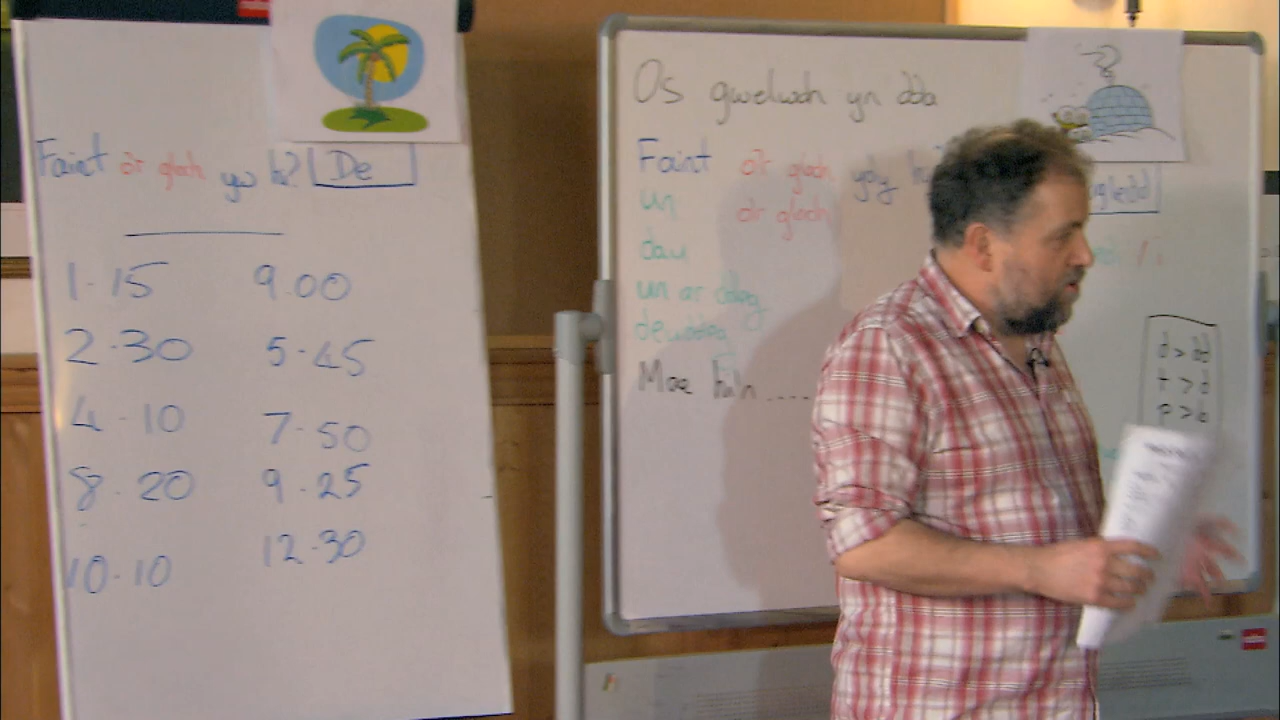 Faint o'r gloch yw hi? De
1.15 9.00
2.30 5.45
4.10 7.50
8.20 9.25
10.10 12.30
Os gwelwch yn dda
Faint o'r gloch ydy
un o'r gloch
dau
un ar ddeg
deuddeg
Mae hi'n ....
d > dd
t > d
p > b